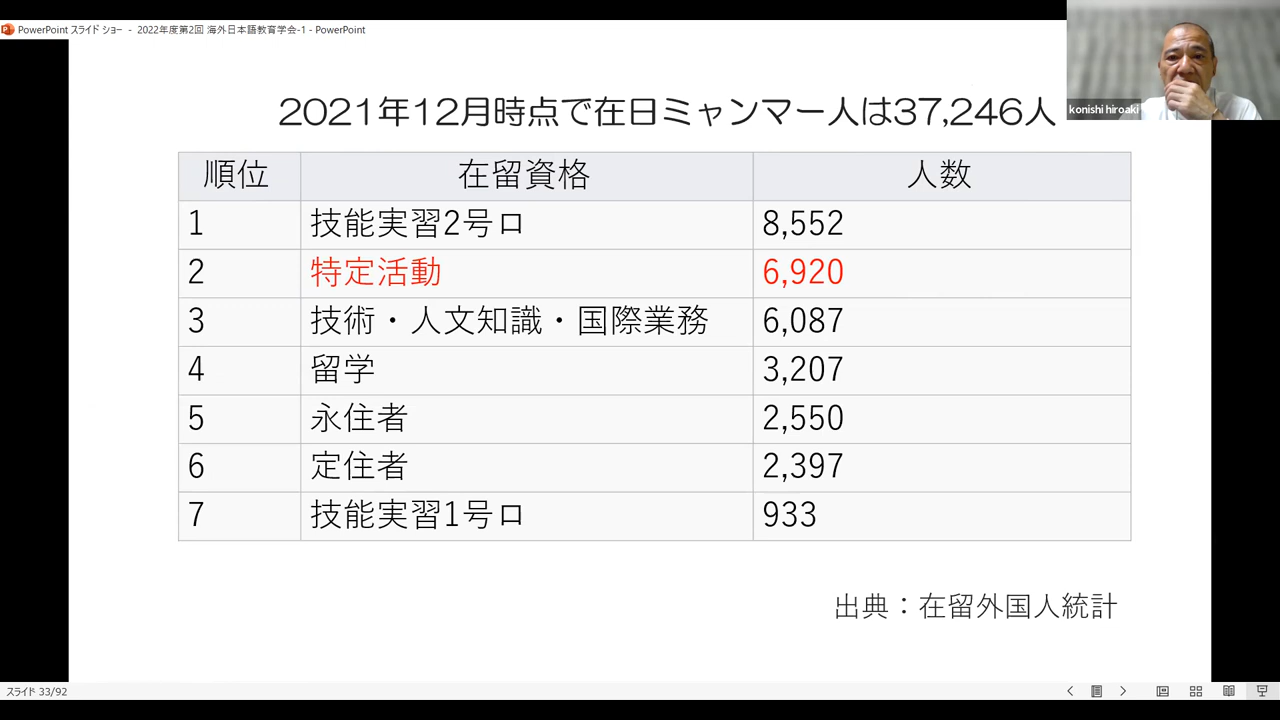 PowerPoint スライド ショー - 2022年度第2回 海外日本語教育学会-1 - PowerPoint
konishi hiroaki
2021年12月時点で在日ミャンマー人は37,246人
順位 在留資格 人数
1 技能実習2号ロ 8,552
2 特定活動 6,920
3 技術・人文知識・国際業務 6,087
4 留学 3,207
5 永住者 2,550
6 定住者 2,397
7 技能実習1号ロ 933
出典：在留外国人統計
スライド 33/92